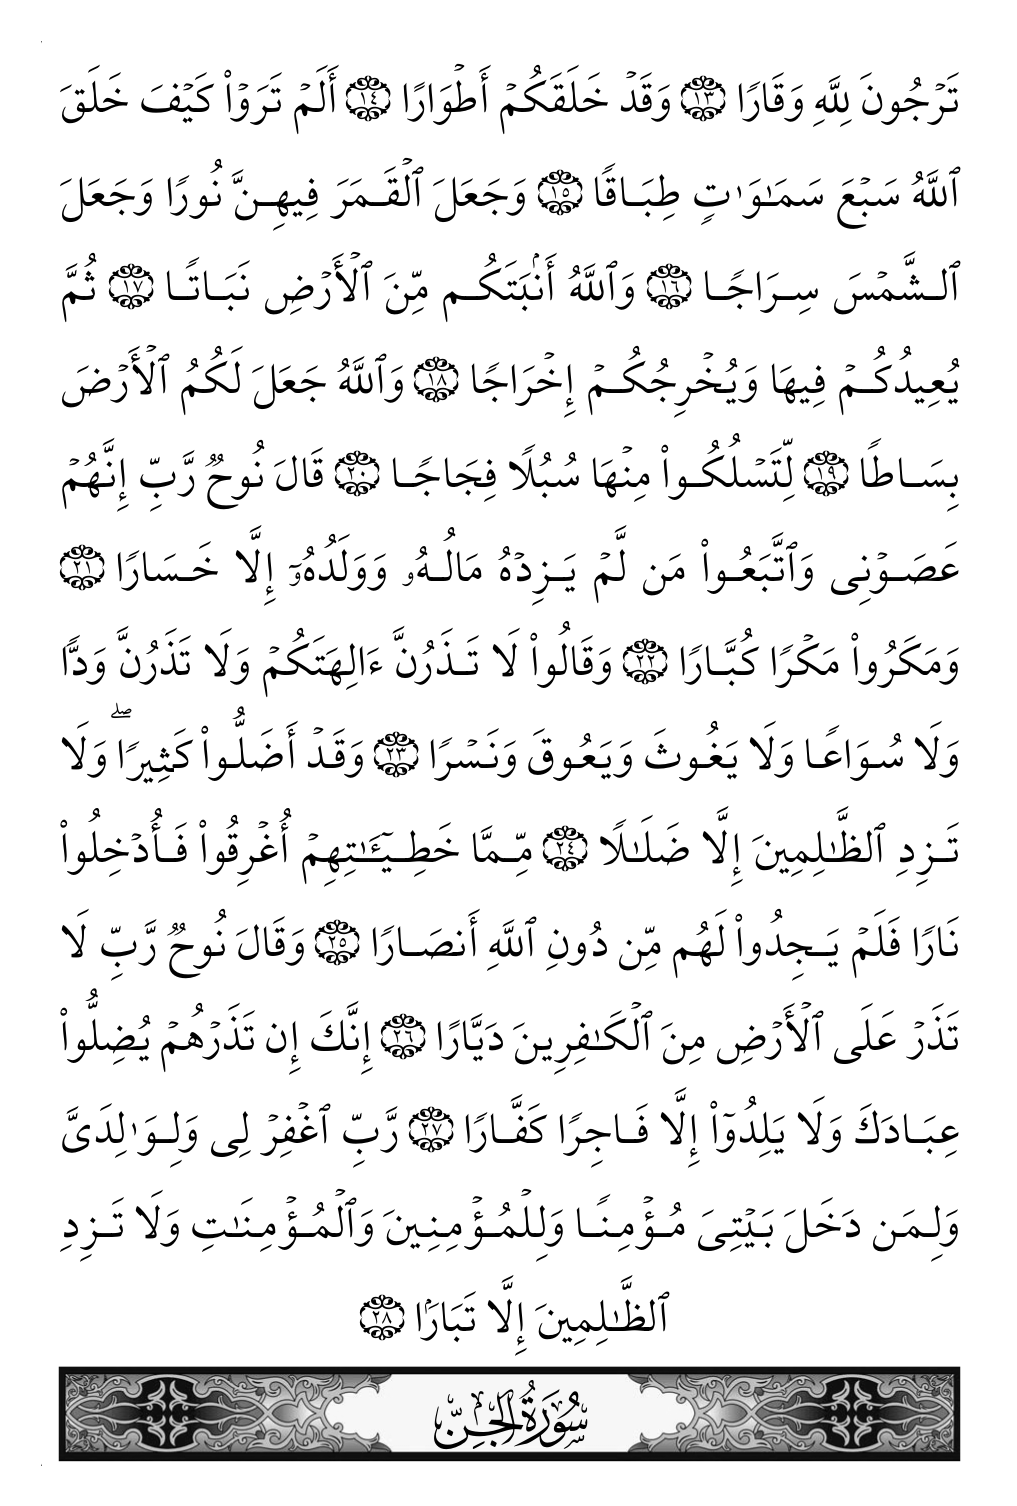 تَرۡجُونَ لِلَّهِ وَقَارًا ١٣ وَقَدۡ خَلَقَكُمۡ أَطۡوَارًا ١٤ أَلَمۡ تَرَوۡاْ كَيۡفَ خَلَقَ
ٱللَّهُ سَبۡعَ سَمَٰوَٰتٖ طِبَاقٗا ١٥ وَجَعَلَ ٱلۡقَمَرَ فِيهِنَّ نُورٗا وَجَعَلَ
ٱلشَّمۡسَ سِرَاجٗا ١٦ وَٱللَّهُ أَنۢبَتَكُم مِّنَ ٱلۡأَرۡضِ نَبَاتٗا ١٧ ثُمَّ
يُعِيدُكُمۡ فِيهَا وَيُخۡرِجُكُمۡ إِخۡرَاجٗا ١٨ وَٱللَّهُ جَعَلَ لَكُمُ ٱلۡأَرۡضَ
بِسَاطٗا ١٩ لِّتَسۡلُكُواْ مِنۡهَا سُبُلٗا فِجَاجٗا ٢٠ قَالَ نُوحٞ رَّبِّ إِنَّهُمۡ
عَصَوۡنِي وَٱتَّبَعُواْ مَن لَّمۡ يَزِدۡهُ مَالُهُۥ وَوَلَدُهُۥٓ إِلَّا خَسَارٗا ٢١
وَمَكَرُواْ مَكۡرٗا كُبَّارٗا ٢٢ وَقَالُواْ لَا تَذَرُنَّ ءَالِهَتَكُمۡ وَلَا تَذَرُنَّ وَدّٗا
وَلَا سُوَاعٗا وَلَا يَغُوثَ وَيَعُوقَ وَنَسۡرٗا ٢٣ وَقَدۡ أَضَلُّواْ كَثِيرٗاۖ وَلَا
تَزِدِ ٱلظَّٰلِمِينَ إِلَّا ضَلَٰلٗا ٢٤ مِّمَّا خَطِيٓـَٰٔتِهِمۡ أُغۡرِقُواْ فَأُدۡخِلُواْ
نَارٗا فَلَمۡ يَجِدُواْ لَهُم مِّن دُونِ ٱللَّهِ أَنصَارٗا ٢٥ وَقَالَ نُوحٞ رَّبِّ لَا
تَذَرۡ عَلَى ٱلۡأَرۡضِ مِنَ ٱلۡكَٰفِرِينَ دَيَّارًا ٢٦ إِنَّكَ إِن تَذَرۡهُمۡ يُضِلُّواْ
عِبَادَكَ وَلَا يَلِدُوٓاْ إِلَّا فَاجِرٗا كَفَّارٗا ٢٧ رَّبِّ ٱغۡفِرۡ لِي وَلِوَٰلِدَيَّ
وَلِمَن دَخَلَ بَيۡتِيَ مُؤۡمِنٗا وَلِلۡمُؤۡمِنِينَ وَٱلۡمُؤۡمِنَٰتِ وَلَا تَزِدِ
ٱلظَّٰلِمِينَ إِلَّا تَبَارَۢا ٢٨
سُورَةُ الجِنِّ